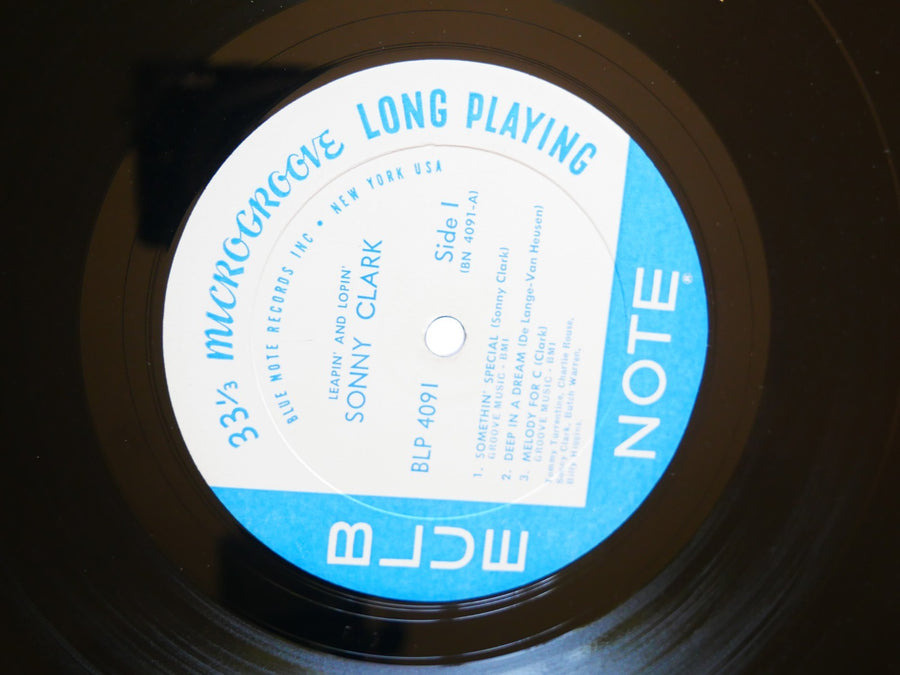 33⅓ MICROGROOVE LONG PLAYING
BLUE NOTE RECORDS INC • NEW YORK USA
LEAPIN' AND LOPIN'
SONNY CLARK
BLP 4091
Side 1
(BN 4091-A)
1. SOMETHIN' SPECIAL (Sonny Clark)
GROOVE MUSIC - BMI
2. DEEP IN A DREAM (De Lange-Van Heusen)
3. MELODY FOR C (Clark)
GROOVE MUSIC - BMI
Tommy Turrentine, Charlie Rouse,
Sonny Clark, Butch Warren,
Billy Higgins.
BLUE
NOTE®